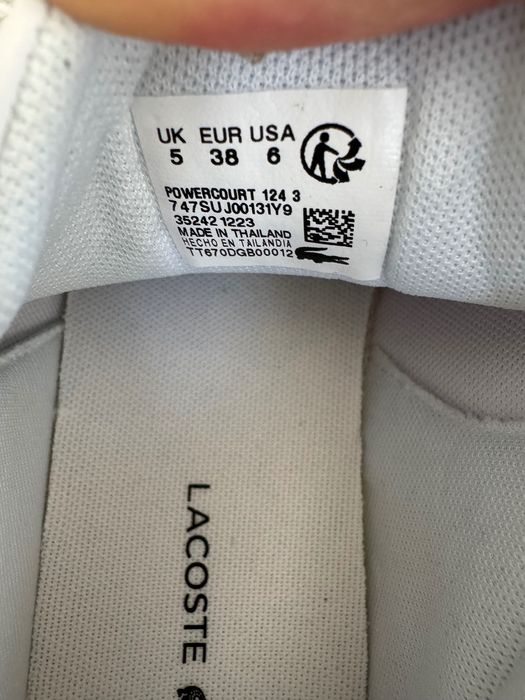 UK EUR USA
5 38 6
POWERCOURT 124 3
747SUJ00131Y9
35242 1223
MADE IN THAILAND
HECHO EN TAILANDIA
TT670DGB00012
LACOSTE